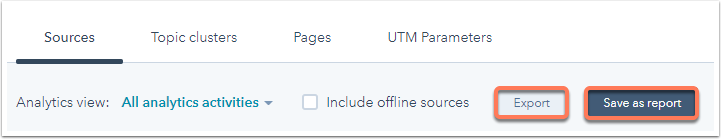 Sources Topic clusters Pages UTM Parameters
Analytics view: All analytics activities Include offline sources Export Save as report